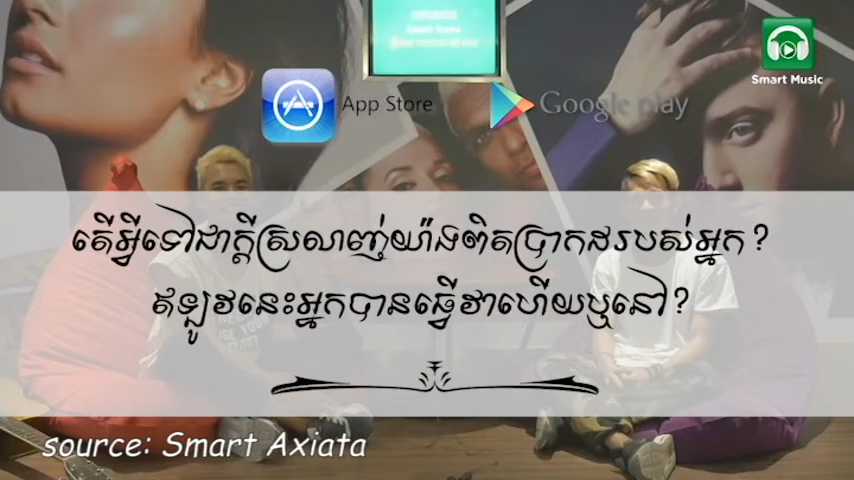 Smart Music
App Store
Google play
តើអ្វីទៅជាក្ដីស្រលាញ់យ៉ាងពិតប្រាកដរបស់អ្នក?
ឥឡូវនេះអ្នកបានធ្វើវាហើយឬនៅ?
source: Smart Axiata